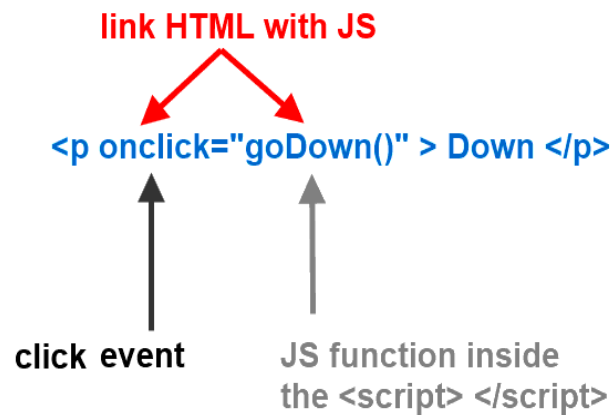 link HTML with JS
<p onclick="goDown()" > Down </p>
click event
JS function inside
the <script> </script>